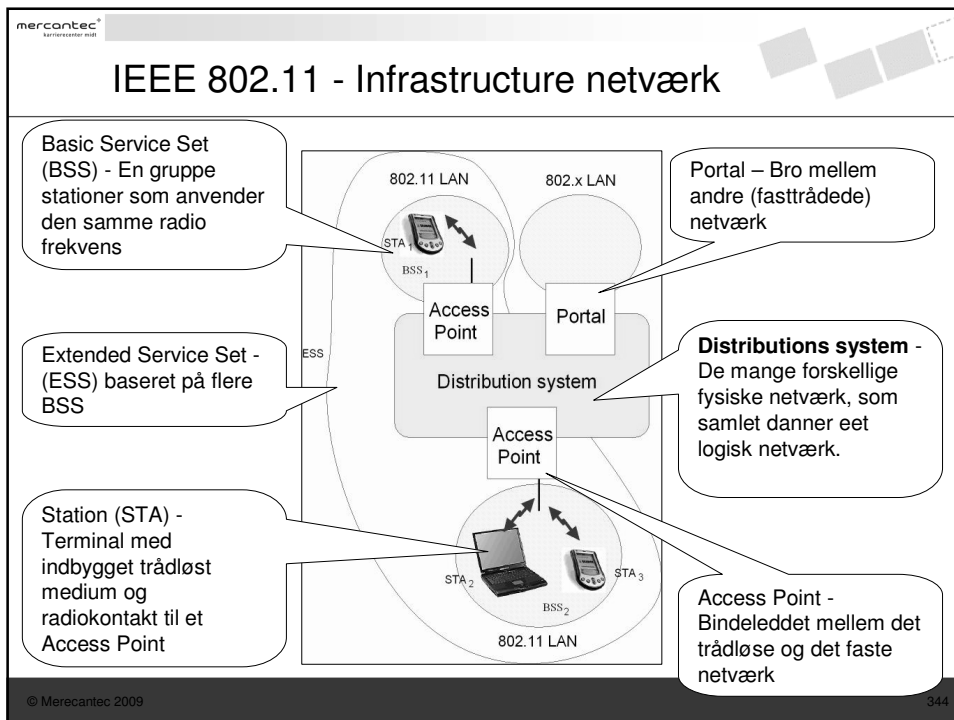 mercantec+
karrierecenter midt
IEEE 802.11 - Infrastructure netværk
Basic Service Set
(BSS) - En gruppe
stationer som anvender
den samme radio
frekvens
Extended Service Set -
(ESS) baseret på flere
BSS
Station (STA) -
Terminal med
indbygget trådløst
medium og
radiokontakt til et
Access Point
802.11 LAN
802.x LAN
STA1
BSS1
Access
Point
Portal
ESS
Distribution system
Access
Point
STA2
STA3
BSS2
802.11 LAN
Portal – Bro mellem
andre (fasttrådede)
netværk
Distributions system -
De mange forskellige
fysiske netværk, som
samlet danner eet
logisk netværk.
Access Point -
Bindeleddet mellem det
trådløse og det faste
netværk
© Merecantec 2009
344